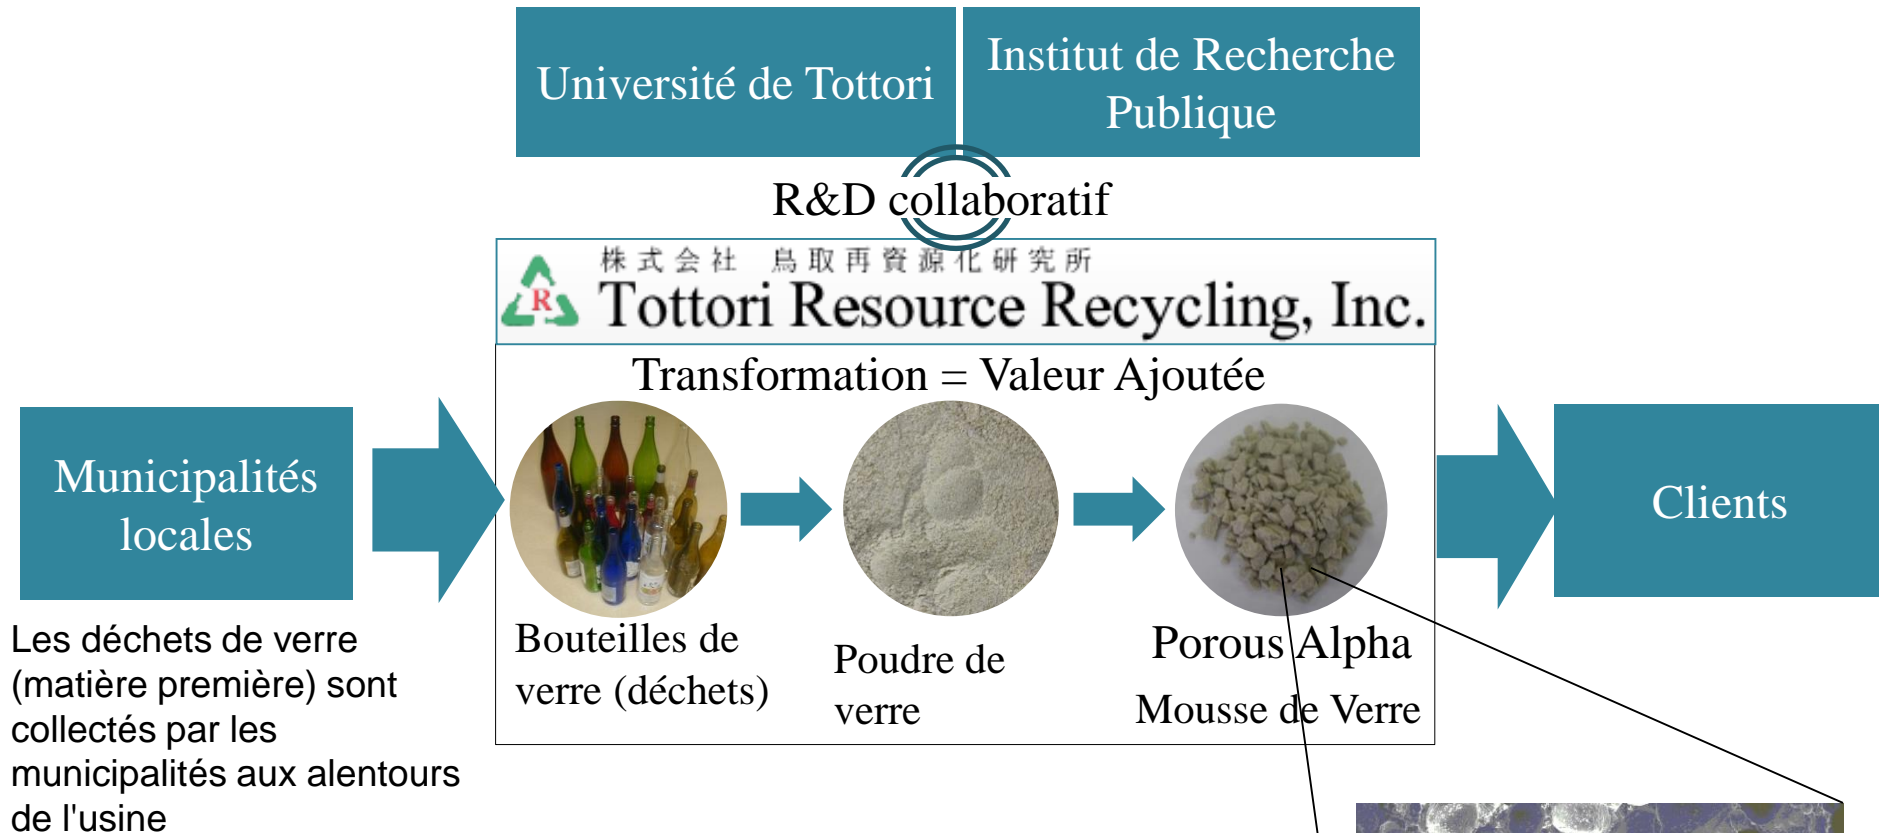 Université de Tottori
Institut de Recherche
Publique
R&D collaboratif
株式会社 鳥取再資源化研究所
R
Tottori Resource Recycling, Inc.
Transformation = Valeur Ajoutée
Municipalités
locales
Clients
Bouteilles de
verre (déchets)
Poudre de
verre
Porous Alpha
Mousse de Verre
Les déchets de verre
(matière première) sont
collectés par les
municipalités aux alentours
de l'usine